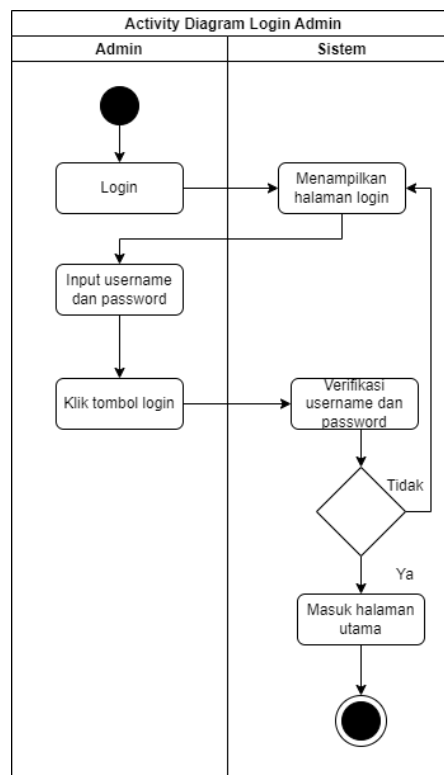 Activity Diagram Login Admin
Admin
Sistem
Login
Menampilkan
halaman login
Input username
dan password
Klik tombol login
Verifikasi
username dan
password
Tidak
Ya
Masuk halaman
utama